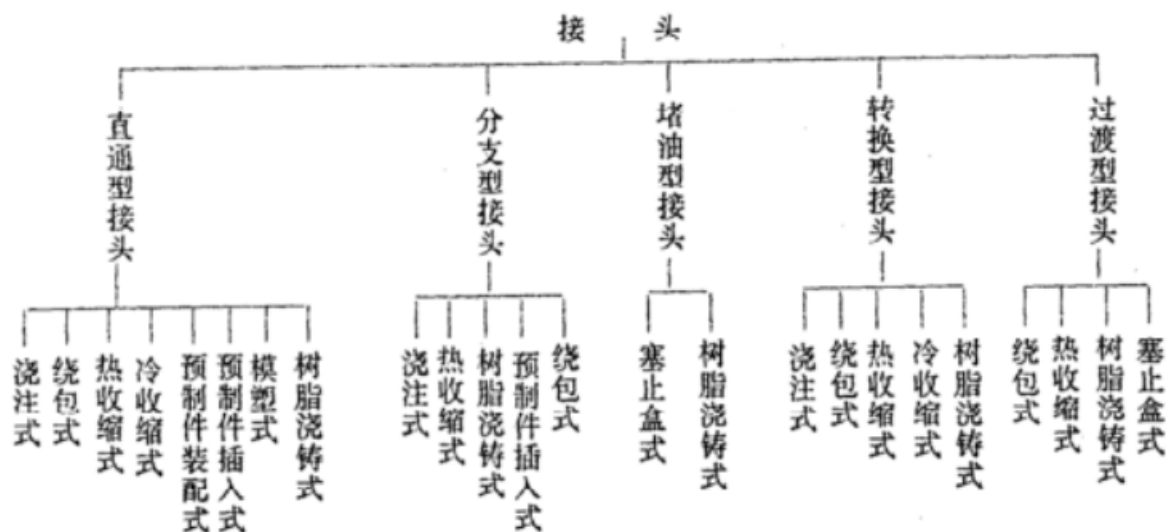 接头
直通型接头
分支型接头
堵油型接头
转换型接头
过渡型接头
浇注式
绕包式
热收缩式
冷收缩式
预制件装配式
预制件插入式
模塑式
树脂浇铸式
浇注式
热收缩式
树脂浇铸式
预制件插入式
绕包式
塞止盒式
树脂浇铸式
浇注式
绕包式
热收缩式
冷收缩式
树脂浇铸式
绕包式
热收缩式
树脂浇铸式
塞止盒式